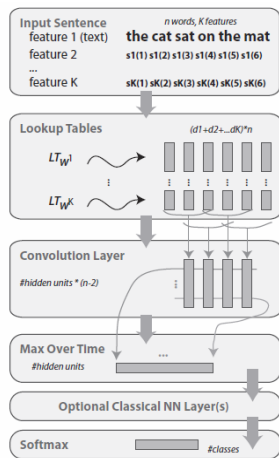 Input Sentence
n words, K features
feature 1 (text) the cat sat on the mat
feature 2 s1(1) s1(2) s1(3) s1(4) s1(5) s1(6)
...
feature K sK(1) sK(2) sK(3) sK(4) sK(5) sK(6)
Lookup Tables
(d1+d2+...dK)*n
LTW1
⋮
LTWK
Convolution Layer
#hidden units * (n-2)
Max Over Time
#hidden units
...
Optional Classical NN Layer(s)
Softmax
#classes